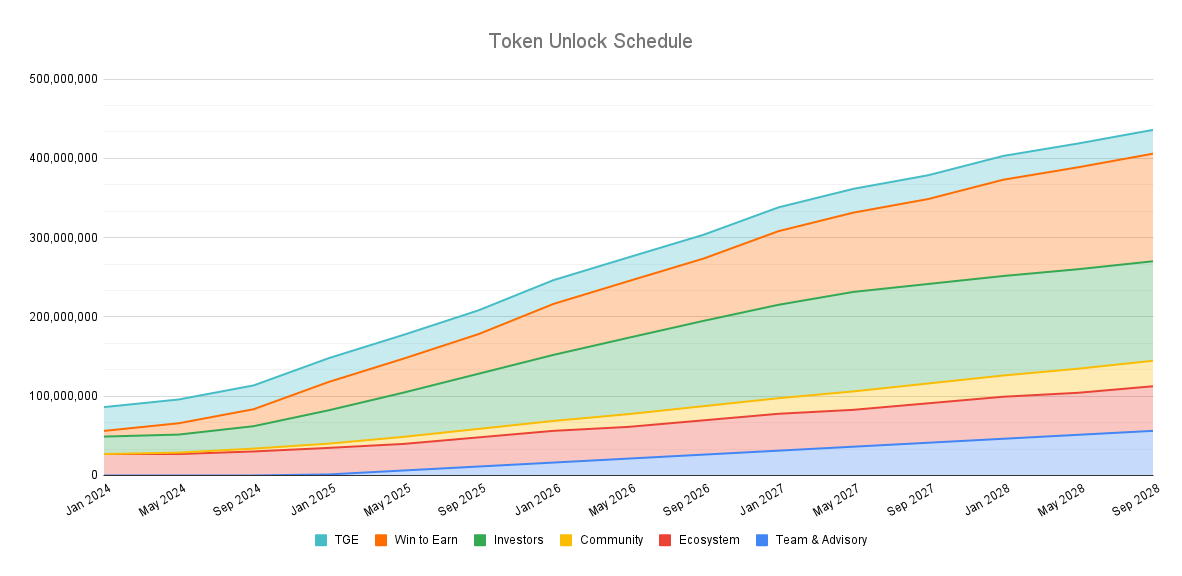 Token Unlock Schedule
500,000,000
400,000,000
300,000,000
200,000,000
100,000,000
0
Jan 2024 May 2024 Sep 2024 Jan 2025 May 2025 Sep 2025 Jan 2026 May 2026 Sep 2026 Jan 2027 May 2027 Sep 2027 Jan 2028 May 2028 Sep 2028
TGE Win to Earn Investors Community Ecosystem Team & Advisory